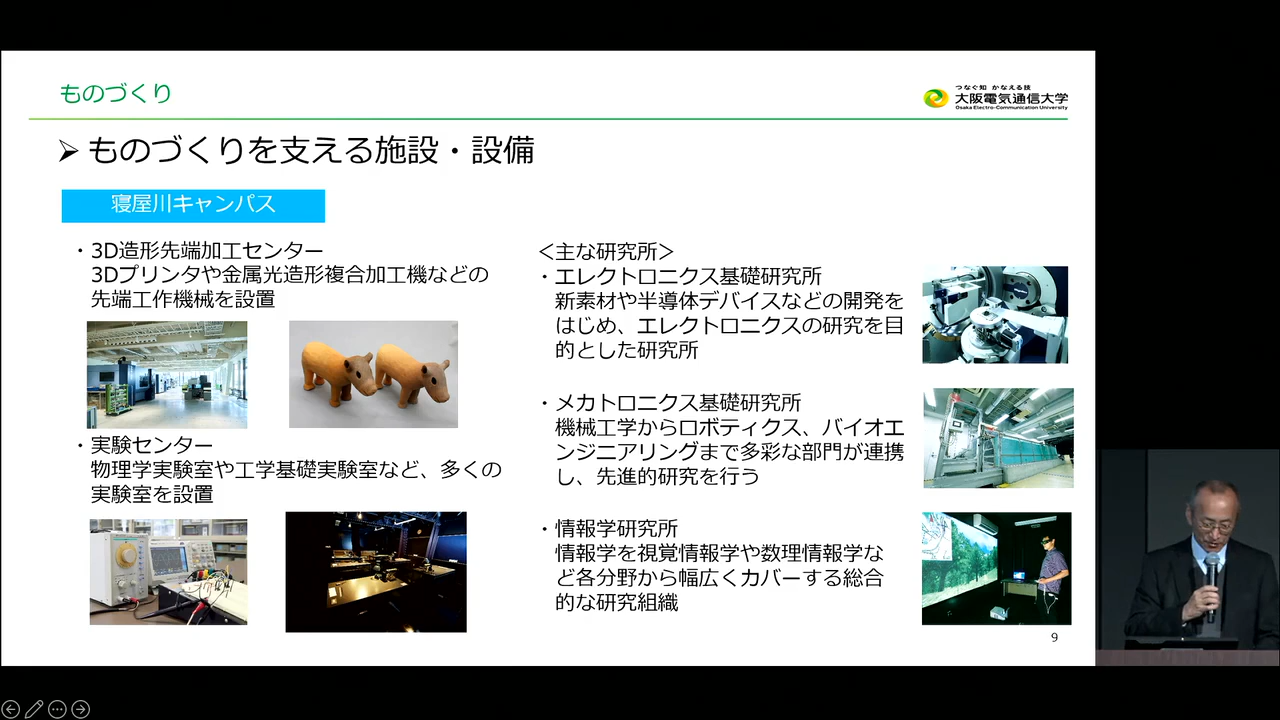 ものづくり
つなぐ知 かなえる技
大阪電気通信大学
Osaka Electro-Communication University
➢ ものづくりを支える施設・設備
寝屋川キャンパス
・3D造形先端加工センター
3Dプリンタや金属光造形複合加工機などの
先端工作機械を設置
・実験センター
物理学実験室や工学基礎実験室など、多くの
実験室を設置
＜主な研究所＞
・エレクトロニクス基礎研究所
新素材や半導体デバイスなどの開発を
はじめ、エレクトロニクスの研究を目
的とした研究所
・メカトロニクス基礎研究所
機械工学からロボティクス、バイオエ
ンジニアリングまで多彩な部門が連携
し、先進的研究を行う
・情報学研究所
情報学を視覚情報学や数理情報学な
ど各分野から幅広くカバーする総合
的な研究組織
9